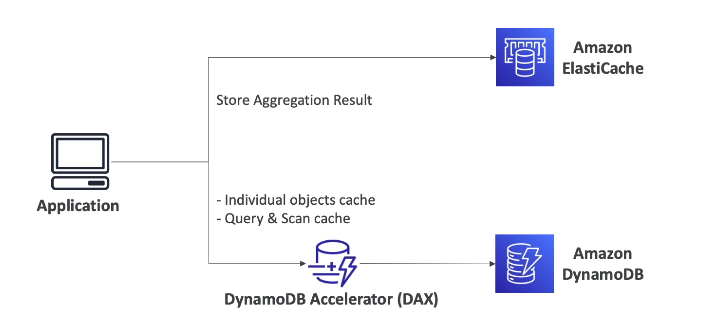 Amazon
ElastiCache
Store Aggregation Result
Application
- Individual objects cache
- Query & Scan cache
Amazon
DynamoDB
DynamoDB Accelerator (DAX)